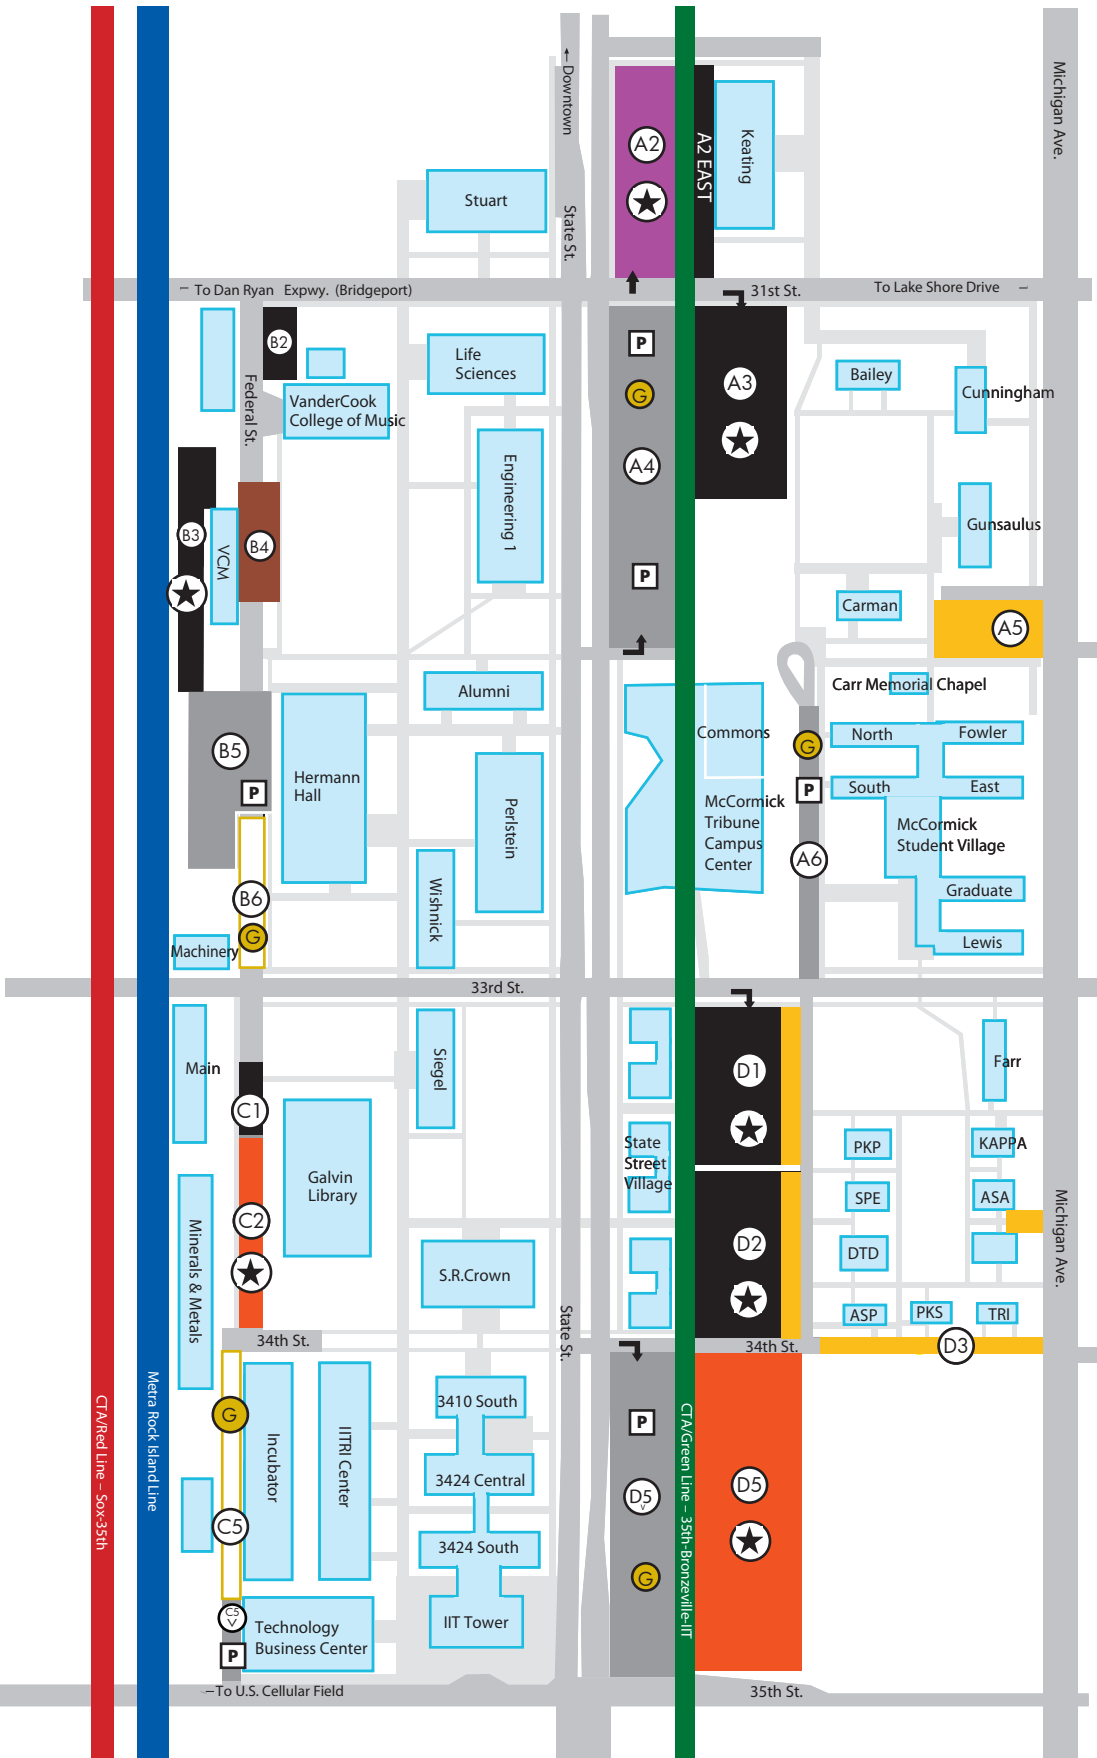 ← Downtown
Michigan Ave.
A2
A2 EAST
Keating
Stuart
State St.
– To Dan Ryan Expwy. (Bridgeport)
31st St.
To Lake Shore Drive –
B2
P
Life
Sciences
Bailey
A3
G
Cunningham
Federal St.
VanderCook
College of Music
A4
Engineering 1
Gunsaulus
B3
VCM
B4
P
Carman
A5
Carr Memorial Chapel
Alumni
Commons
North
Fowler
G
B5
Hermann
Hall
P
P
South
East
McCormick
Tribune
Campus
Center
Perlstein
McCormick
Student Village
A6
B6
Wishnick
Graduate
G
Machinery
Lewis
33rd St.
Main
Siegel
D1
Farr
C1
State
Street
Village
PKP
KAPPA
Galvin
Library
SPE
ASA
C2
Minerals & Metals
D2
DTD
Michigan Ave.
S.R.Crown
ASP
PKS
TRI
34th St.
State St.
34th St.
D3
Metra Rock Island Line
CTA/Red Line – Sox-35th
G
3410 South
P
CTA/Green Line – 35th-Bronzeville-IIT
Incubator
IITRI Center
3424 Central
D5
V
D5
C5
3424 South
G
C5
V
Technology
Business Center
IIT Tower
P
–To U.S. Cellular Field
35th St.